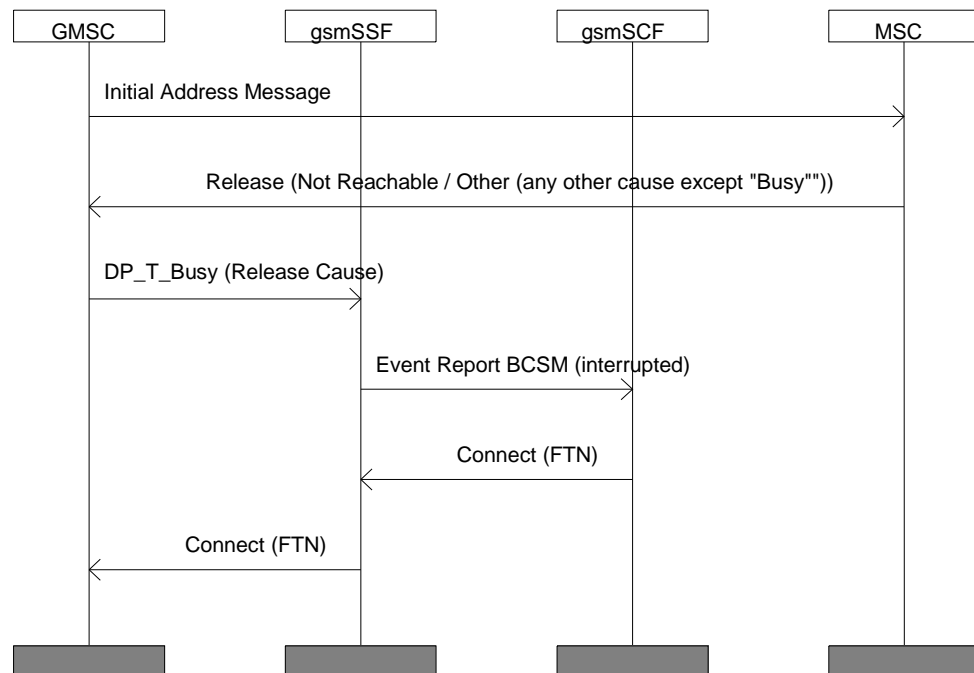 GMSC gsmSSF gsmSCF MSC
Initial Address Message
Release (Not Reachable / Other (any other cause except "Busy""))
DP_T_Busy (Release Cause)
Event Report BCSM (interrupted)
Connect (FTN)
Connect (FTN)